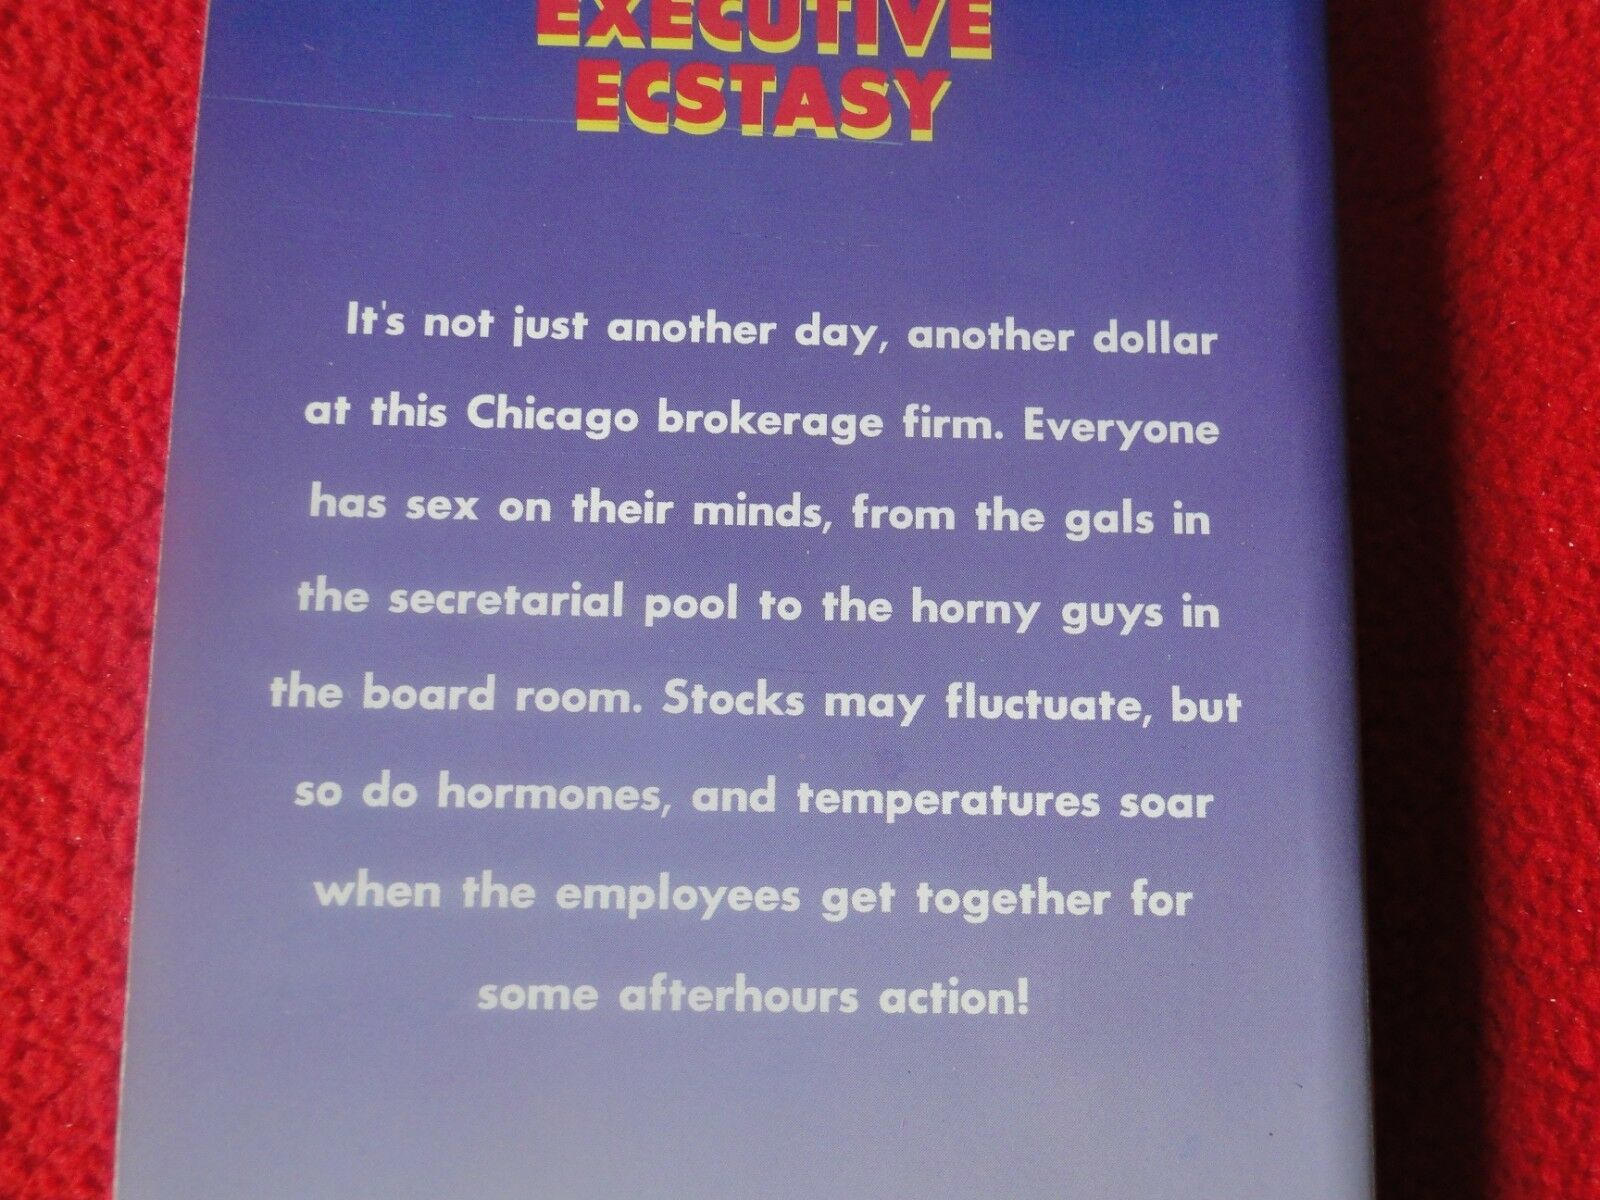 EXECUTIVE
ECSTASY
It's not just another day, another dollar
at this Chicago brokerage firm. Everyone
has sex on their minds, from the gals in
the secretarial pool to the horny guys in
the board room. Stocks may fluctuate, but
so do hormones, and temperatures soar
when the employees get together for
some afterhours action!